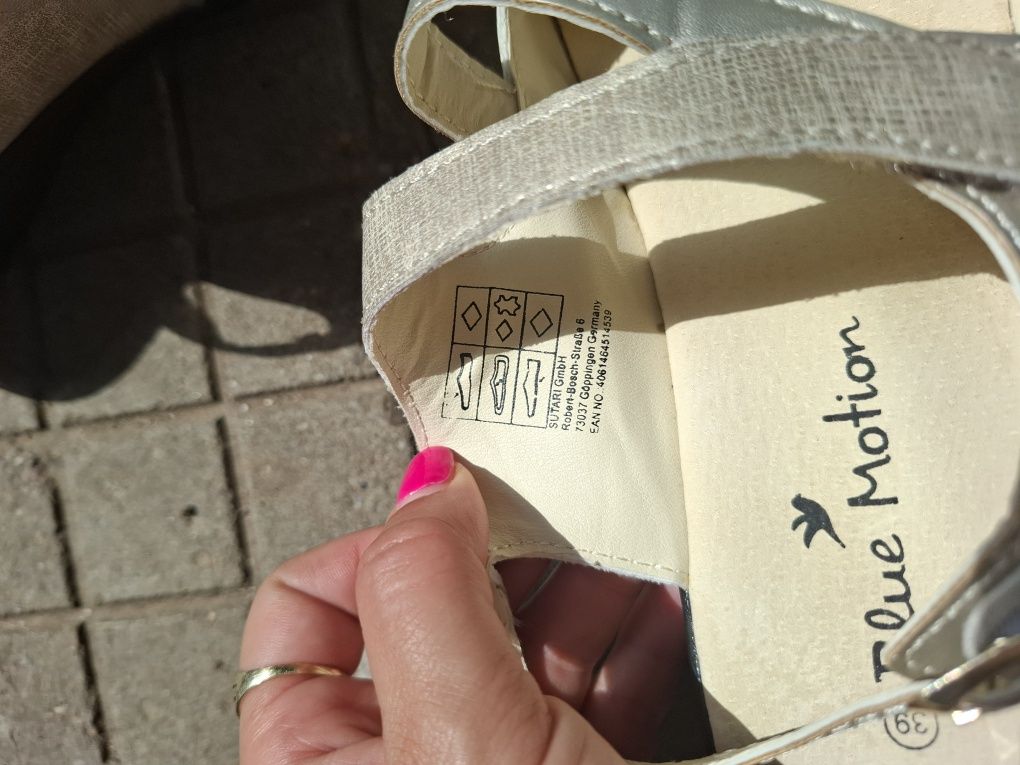 SUTARI GmbH
Robert-Bosch-Straße 6
73037 Göppingen Germany
EAN NO.:4061464514539
Blue Motion
39